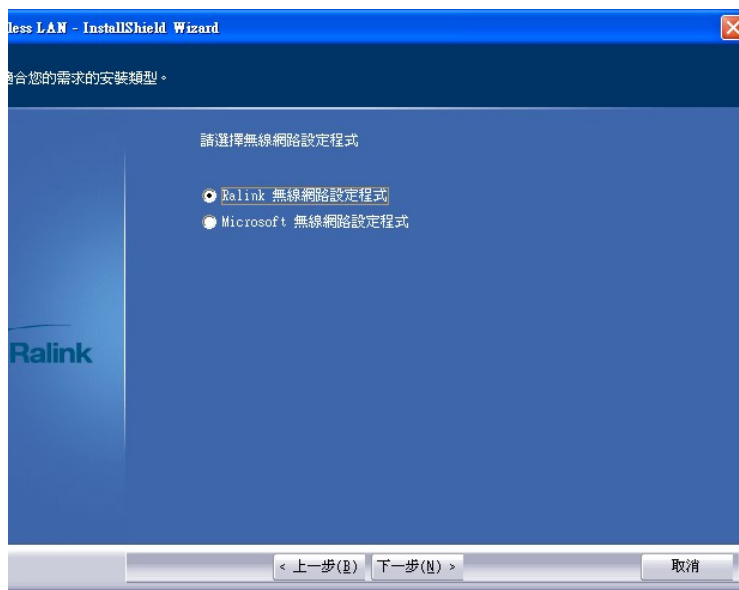 less LAN - InstallShield Wizard
適合您的需求的安裝類型。
請選擇無線網路設定程式
Ralink 無線網路設定程式
Microsoft 無線網路設定程式
Ralink
< 上一步(B) 下一步(N) > 取消